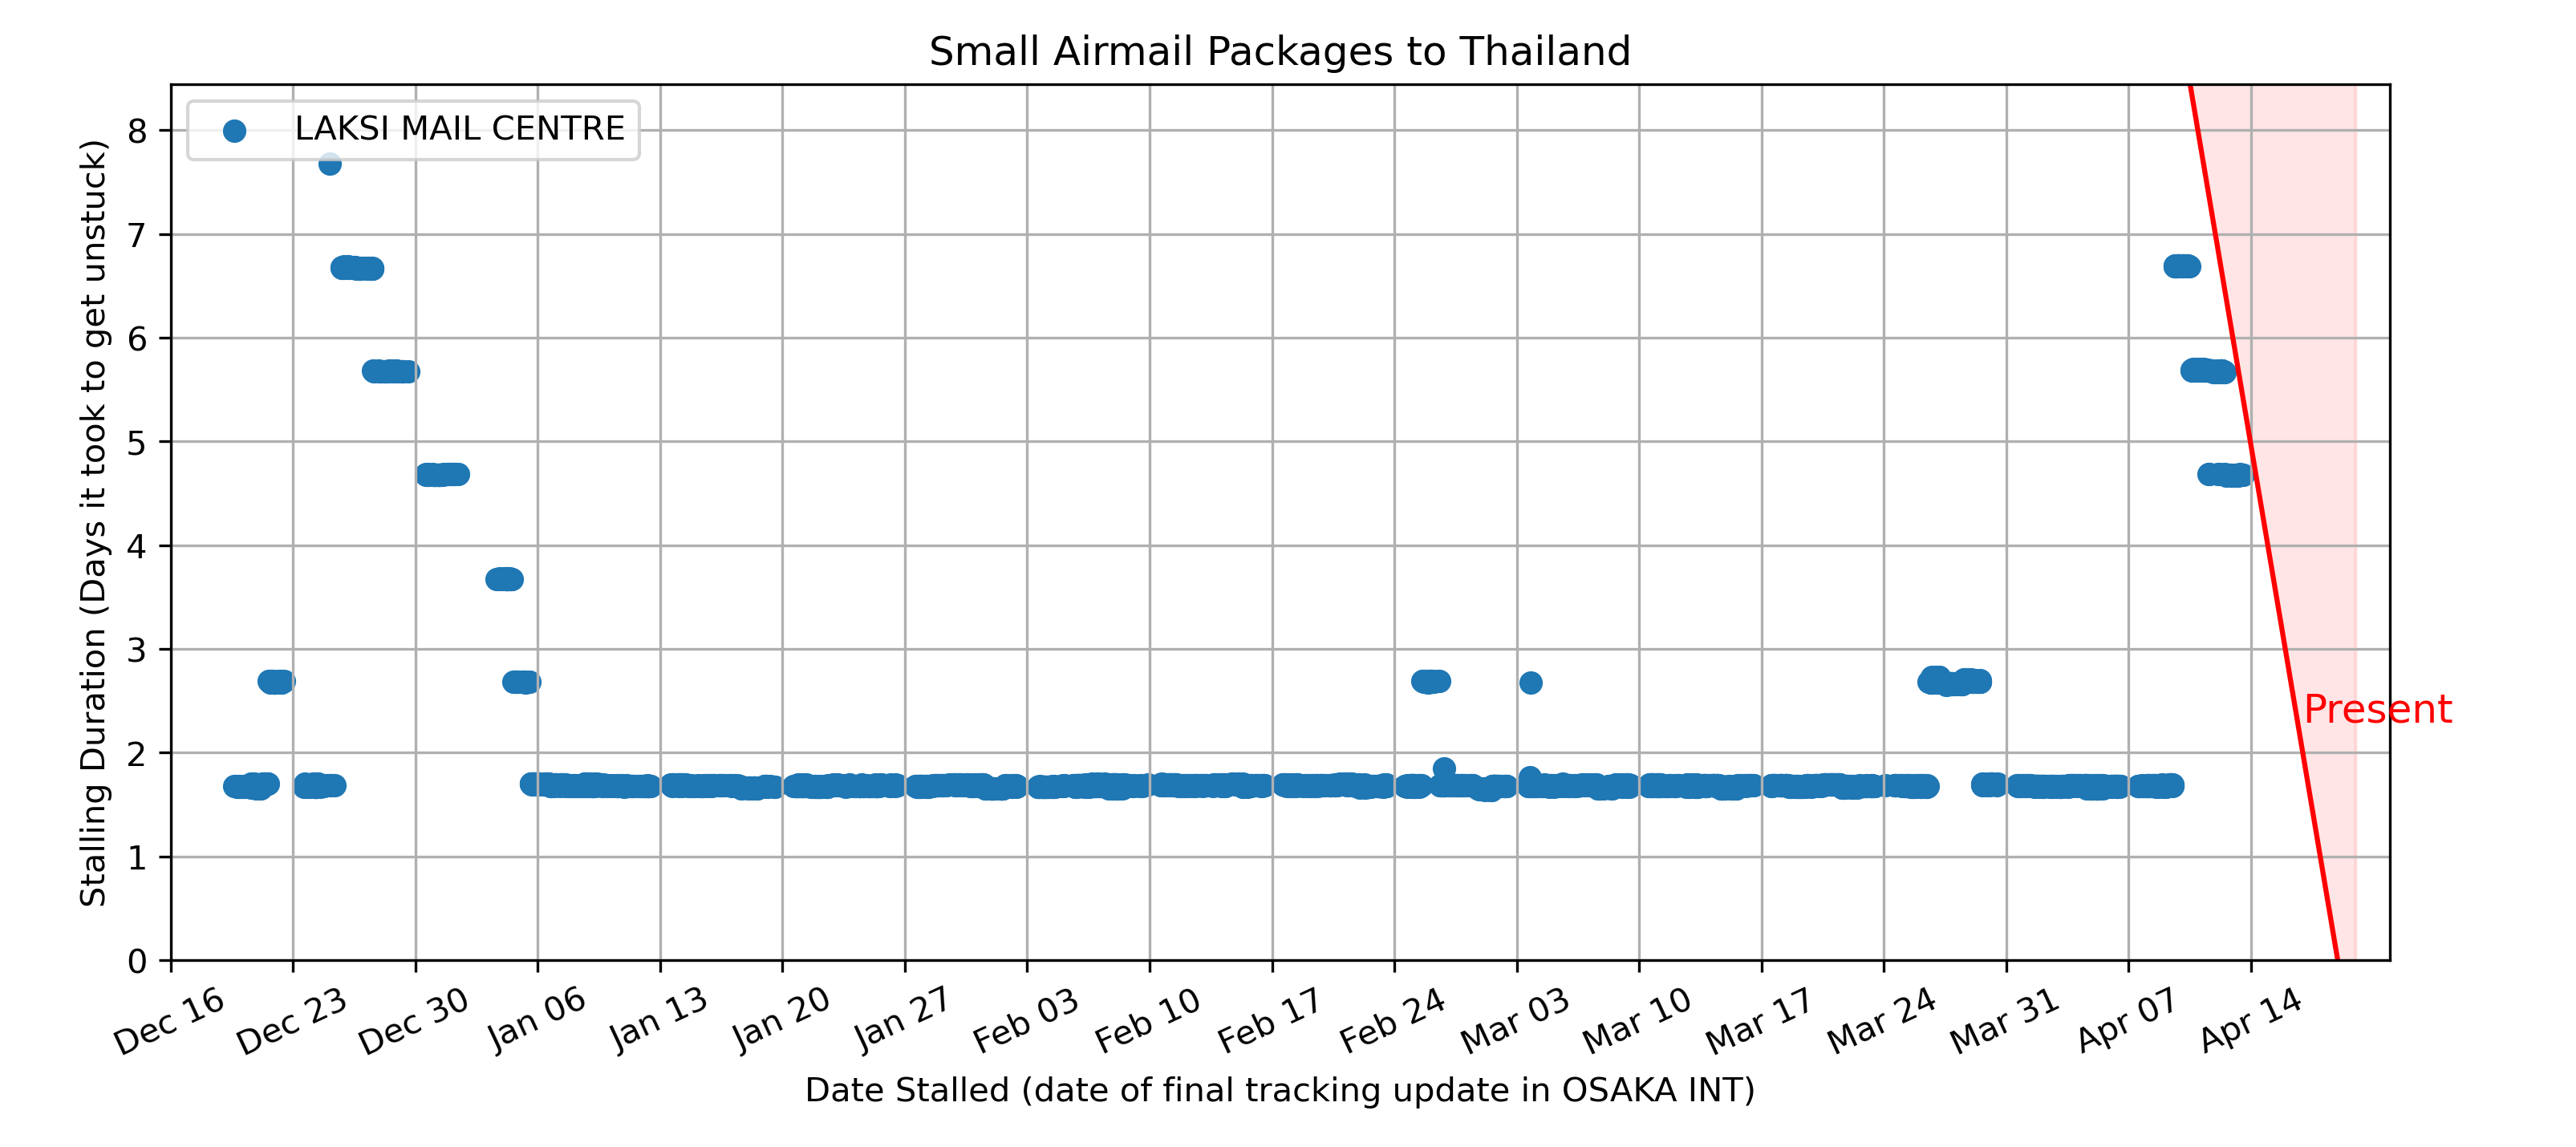 Small Airmail Packages to Thailand
LAKSI MAIL CENTRE
Stalling Duration (Days it took to get unstuck)
8
7
6
5
4
3
2
1
0
Present
Dec 16
Dec 23
Dec 30
Jan 06
Jan 13
Jan 20
Jan 27
Feb 03
Feb 10
Feb 17
Feb 24
Mar 03
Mar 10
Mar 17
Mar 24
Mar 31
Apr 07
Apr 14
Date Stalled (date of final tracking update in OSAKA INT)